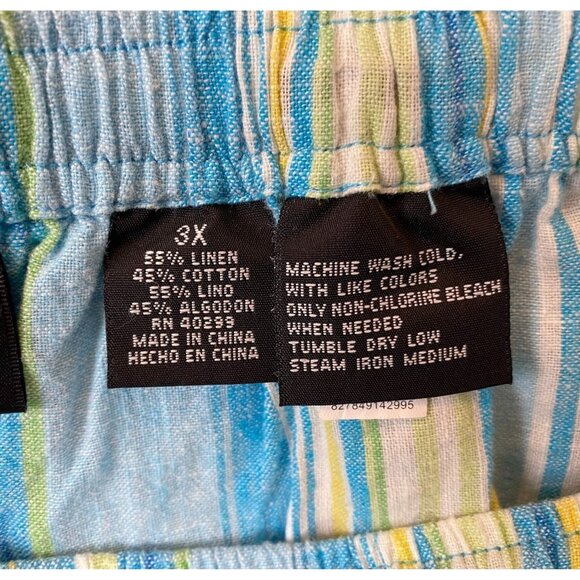 3X
55% LINEN
45% COTTON
55% LINO
45% ALGODON
RN 40299
MADE IN CHINA
HECHO EN CHINA
MACHINE WASH COLD,
WITH LIKE COLORS
ONLY NON-CHLORINE BLEACH
WHEN NEEDED
TUMBLE DRY LOW
STEAM IRON MEDIUM
827849142995